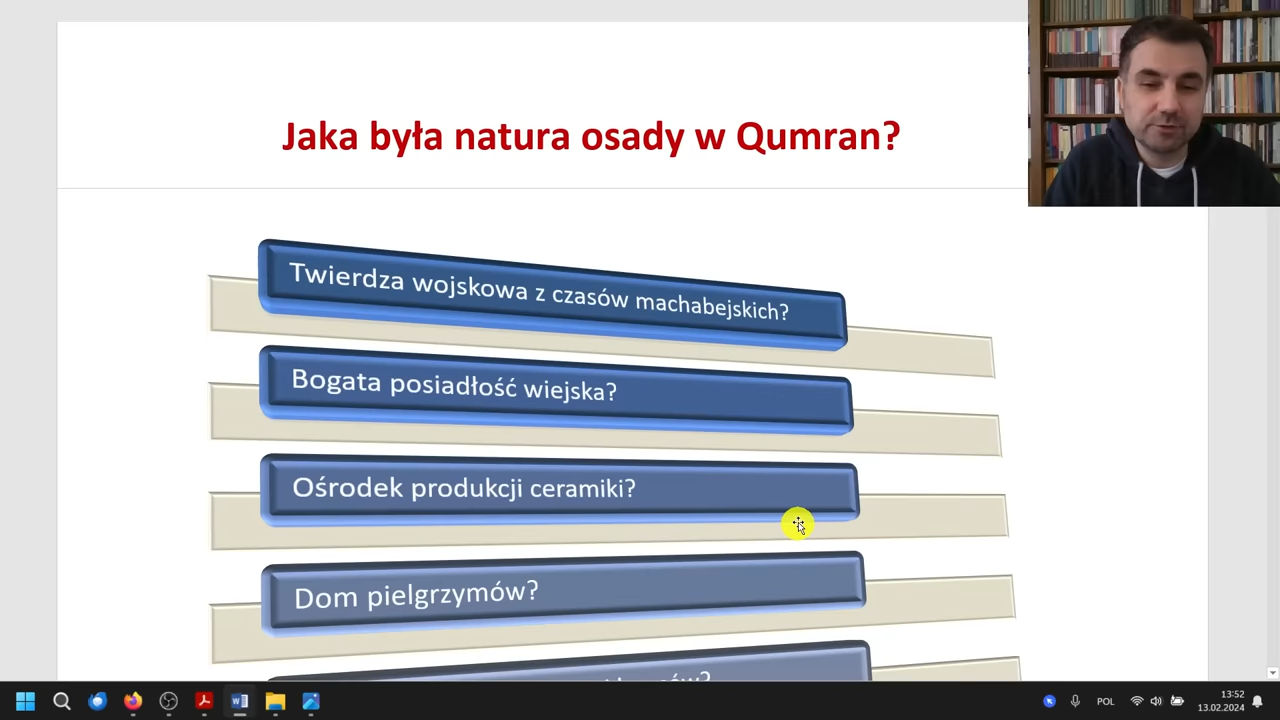 Jaka była natura osady w Qumran?
Twierdza wojskowa z czasów machabejskich?
Bogata posiadłość wiejska?
Ośrodek produkcji ceramiki?
Dom pielgrzymów?
POL
13:52
13.02.2024